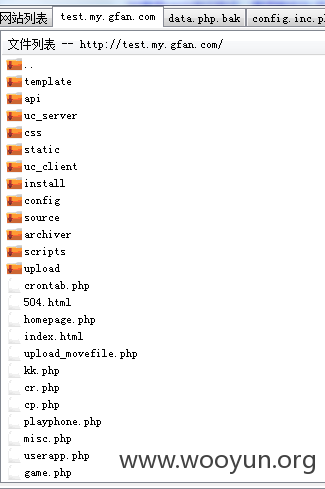 网站列表 test.my.gfan.com data.php.bak config.inc.p
文件列表 -- http://test.my.gfan.com/
..
template
api
uc_server
css
static
uc_client
install
config
source
archiver
scripts
upload
crontab.php
504.html
homepage.php
index.html
upload_movefile.php
kk.php
cr.php
cp.php
playphone.php
misc.php
userapp.php
game.php
www.wooyun.org